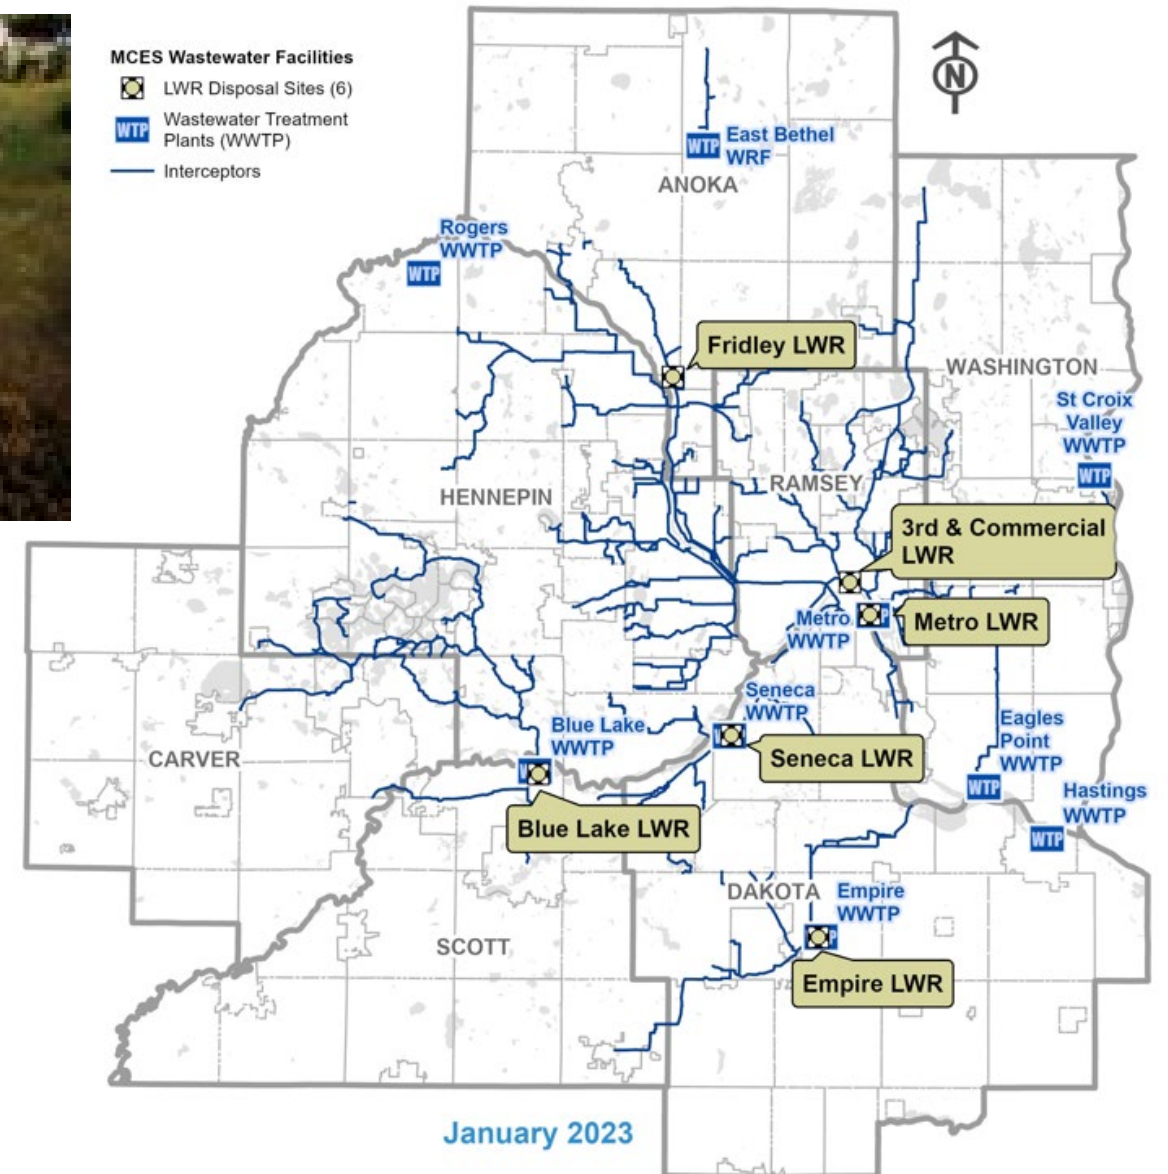 MCES Wastewater Facilities
LWR Disposal Sites (6)
WTP
Wastewater Treatment
Plants (WWTP)
Interceptors
N
WTP
East Bethel
WRF
ANOKA
Rogers
WWTP
WTP
Fridley LWR
WASHINGTON
St Croix
Valley
WWTP
WTP
HENNEPIN
RAMSEY
3rd & Commercial
LWR
Metro
WWTP
P
Metro LWR
Seneca
WWTP
W
Seneca LWR
Blue Lake
WWTP
W
Blue Lake LWR
CARVER
Eagles
Point
WWTP
WTP
Hastings
WWTP
WTP
DAKOTA
Empire
WWTP
P
Empire LWR
SCOTT
January 2023